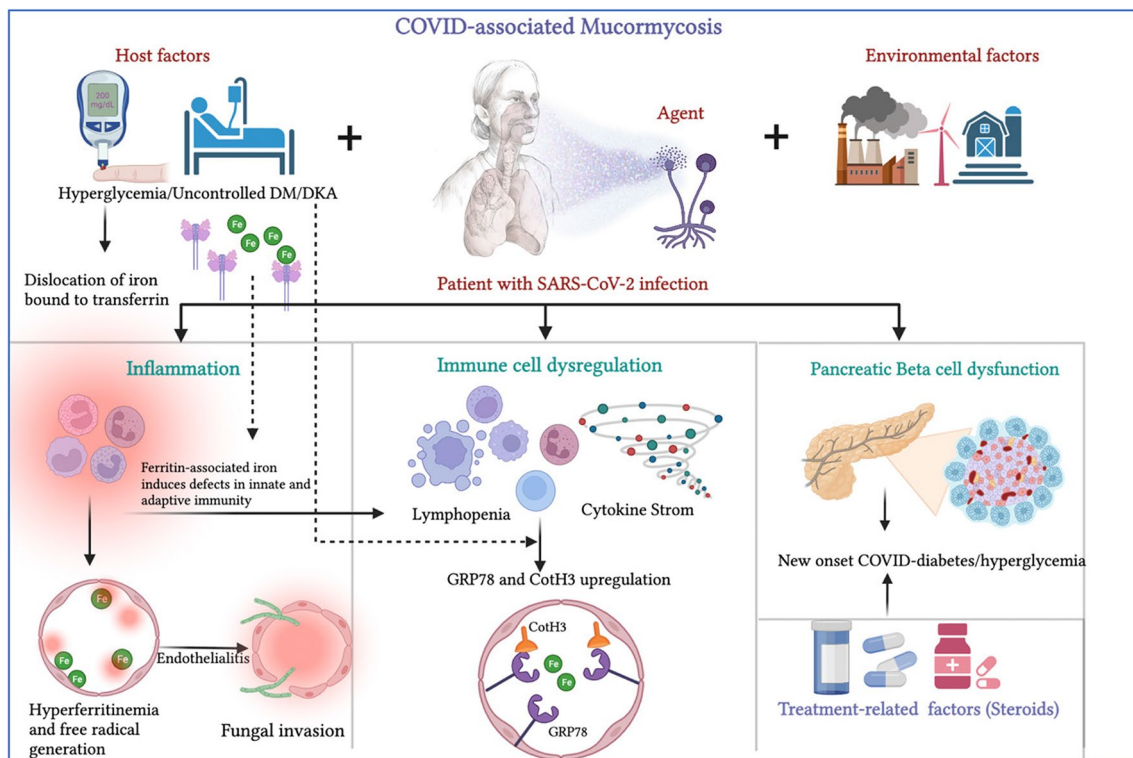 COVID-associated Mucormycosis
Host factors
Environmental factors
200
mg/dL
Agent
Hyperglycemia/Uncontrolled DM/DKA
Fe
Fe
Fe
Fe
Dislocation of iron
bound to transferrin
Patient with SARS-CoV-2 infection
Inflammation
Ferritin-associated iron
induces defects in innate and
adaptive immunity
Fe
Fe
Fe
Fe
Endothelialitis
Hyperferritinemia
and free radical
generation
Fungal invasion
Immune cell dysregulation
Lymphopenia
Cytokine Strom
GRP78 and CotH3 upregulation
CotH3
Fe
Fe
Fe
GRP78
Pancreatic Beta cell dysfunction
New onset COVID-diabetes/hyperglycemia
Treatment-related factors (Steroids)